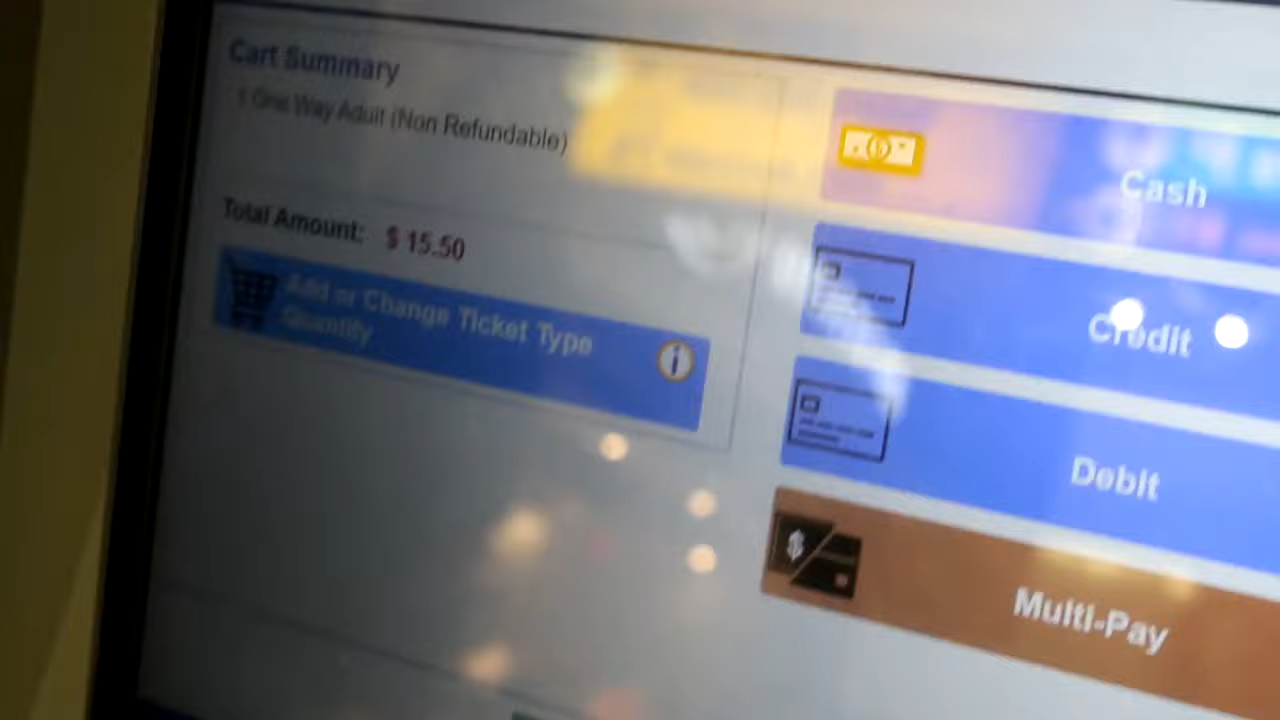 Cart Summary
1 One Way Adult (Non Refundable)
Total Amount: $ 15.50
Add or Change Ticket Type
Quantity
Cash
Credit
Debit
Multi-Pay